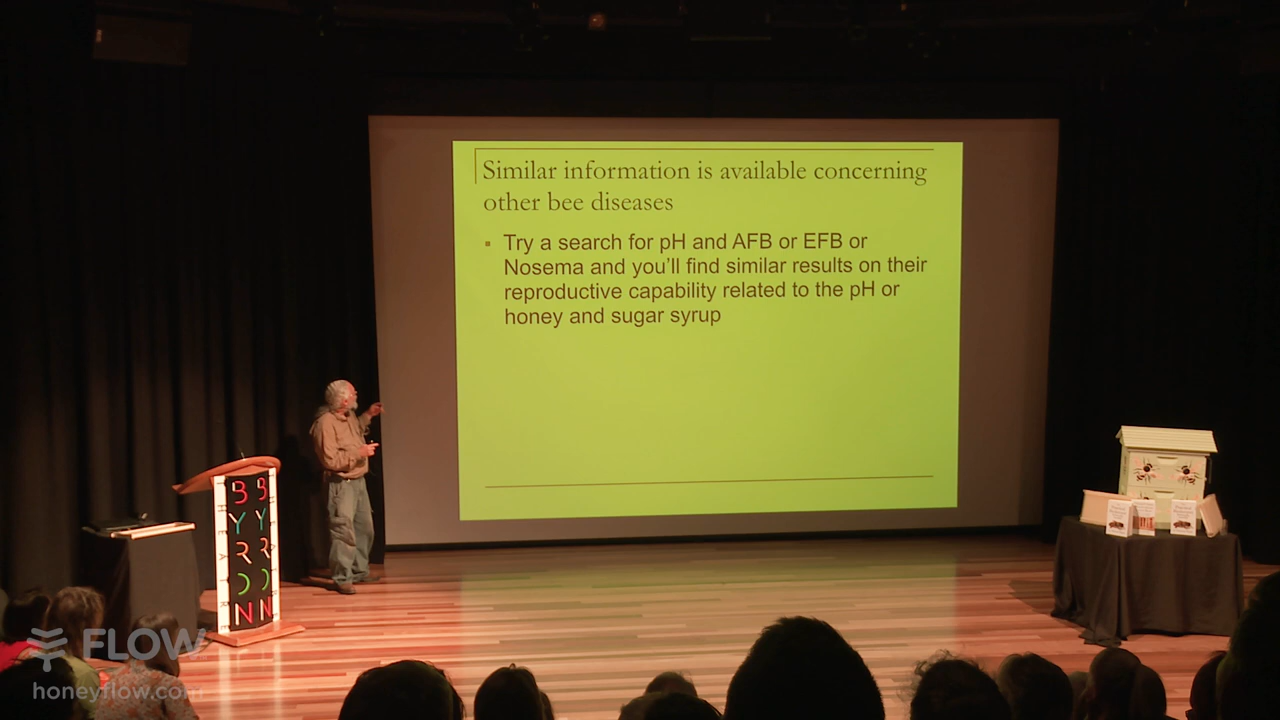 Similar information is available concerning
other bee diseases
▪ Try a search for pH and AFB or EFB or
Nosema and you'll find similar results on their
reproductive capability related to the pH or
honey and sugar syrup
BYRON
BYRON
THEATRE
FLOW
honeyflow.com